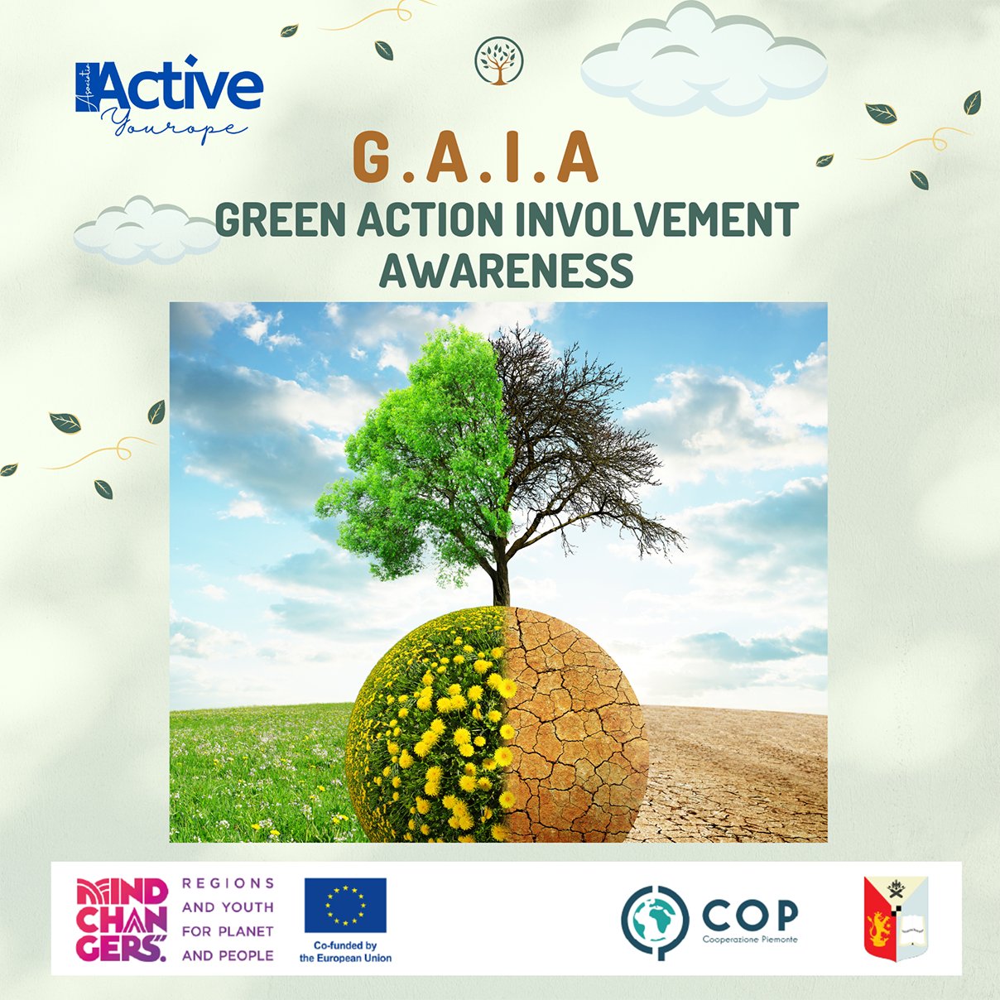 Asociatia
Active
Yourope
G.A.I.A
GREEN ACTION INVOLVEMENT
AWARENESS
MIND
CHAN
GERS.
REGIONS
AND YOUTH
FOR PLANET
AND PEOPLE
Co-funded by
the European Union
COP
Cooperazione Piemonte